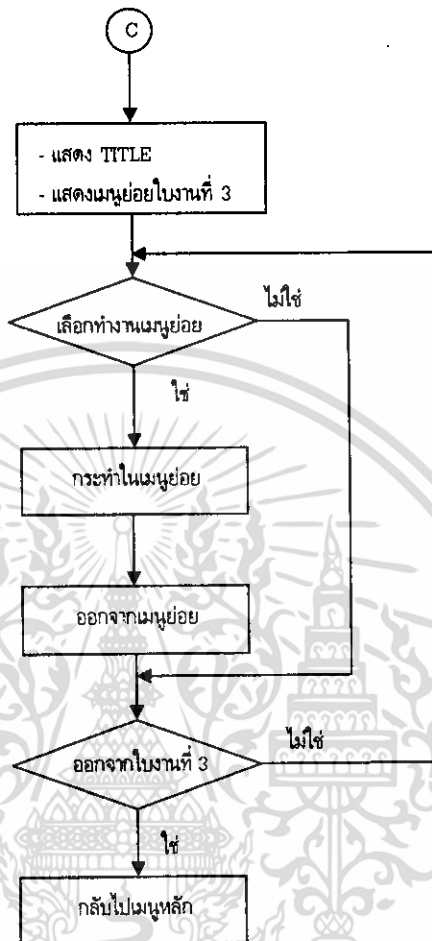 C
- แสดง TITLE
- แสดงเมนูย่อยใบงานที่ 3
ไม่ใช่
เลือกทำงานเมนูย่อย
ใช่
กระทำในเมนูย่อย
ออกจากเมนูย่อย
ไม่ใช่
ออกจากใบงานที่ 3
ใช่
กลับไปเมนูหลัก